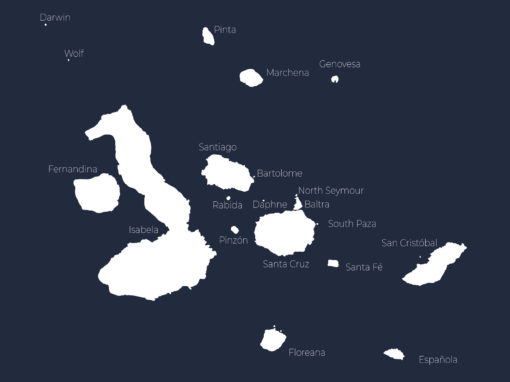 Darwin
Pinta
Wolf
Genovesa
Marchena
Santiago
Fernandina
Bartolome
North Seymour
Rabida
Daphne
Baltra
South Paza
Isabela
Pinzón
San Cristóbal
Santa Cruz
Santa Fé
Floreana
Española